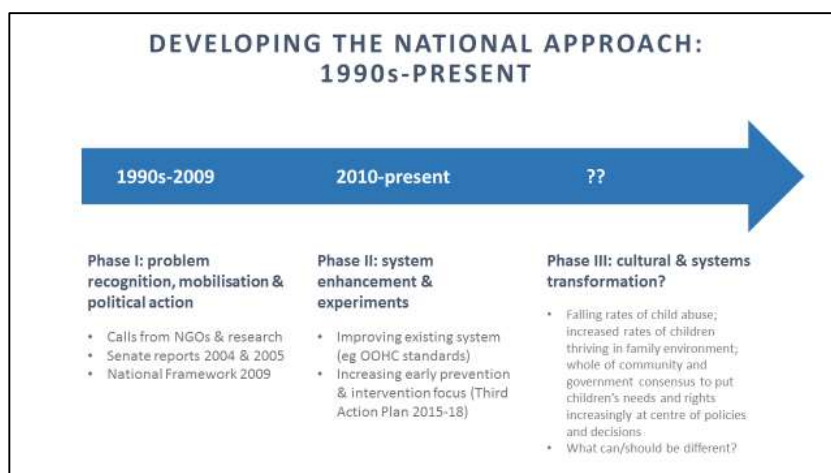 DEVELOPING THE NATIONAL APPROACH:
1990s-PRESENT
1990s-2009
2010-present
??
Phase I: problem
recognition, mobilisation &
political action
• Calls from NGOs & research
• Senate reports 2004 & 2005
• National Framework 2009
Phase II: system
enhancement &
experiments
• Improving existing system
(eg OOHC standards)
• Increasing early prevention
& intervention focus (Third
Action Plan 2015-18)
Phase III: cultural & systems
transformation?
• Falling rates of child abuse;
increased rates of children
thriving in family environment;
whole of community and
government consensus to put
children's needs and rights
increasingly at centre of policies
and decisions
• What can/should be different?